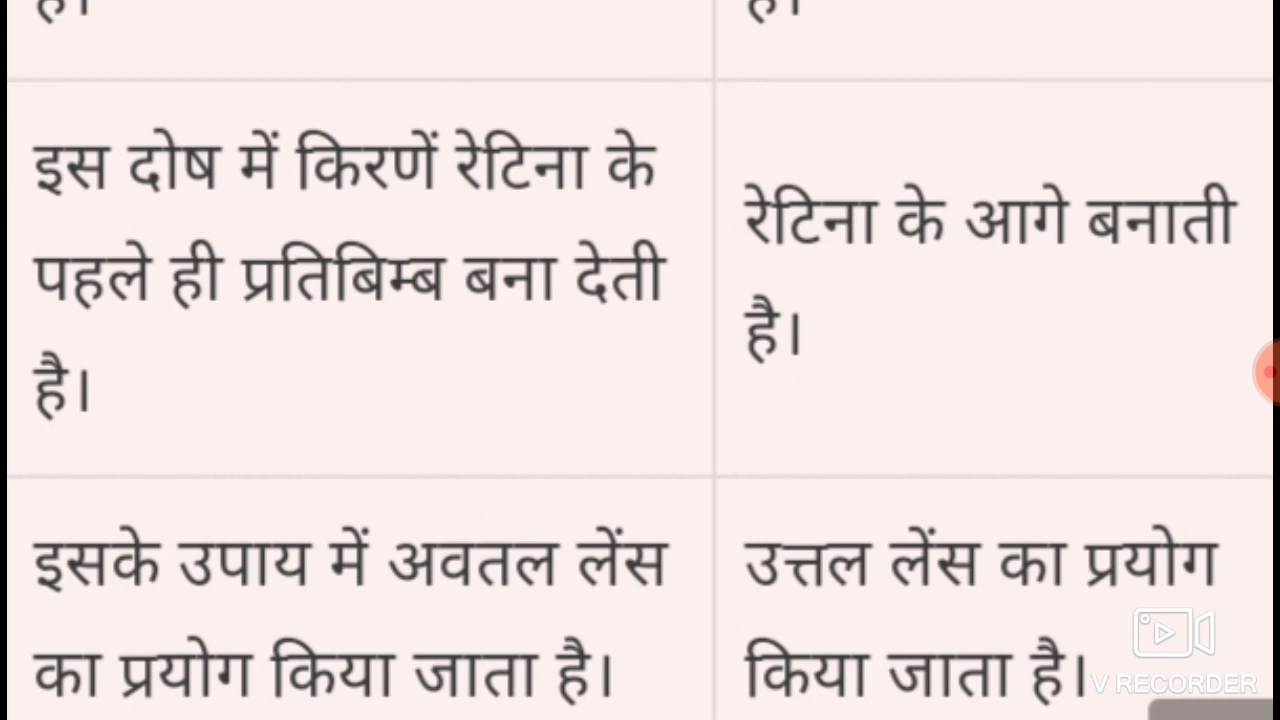 है।
है।
इस दोष में किरणें रेटिना के
पहले ही प्रतिबिम्ब बना देती
है।
रेटिना के आगे बनाती
है।
इसके उपाय में अवतल लेंस
का प्रयोग किया जाता है।
उत्तल लेंस का प्रयोग
किया जाता है।
V RECORDER